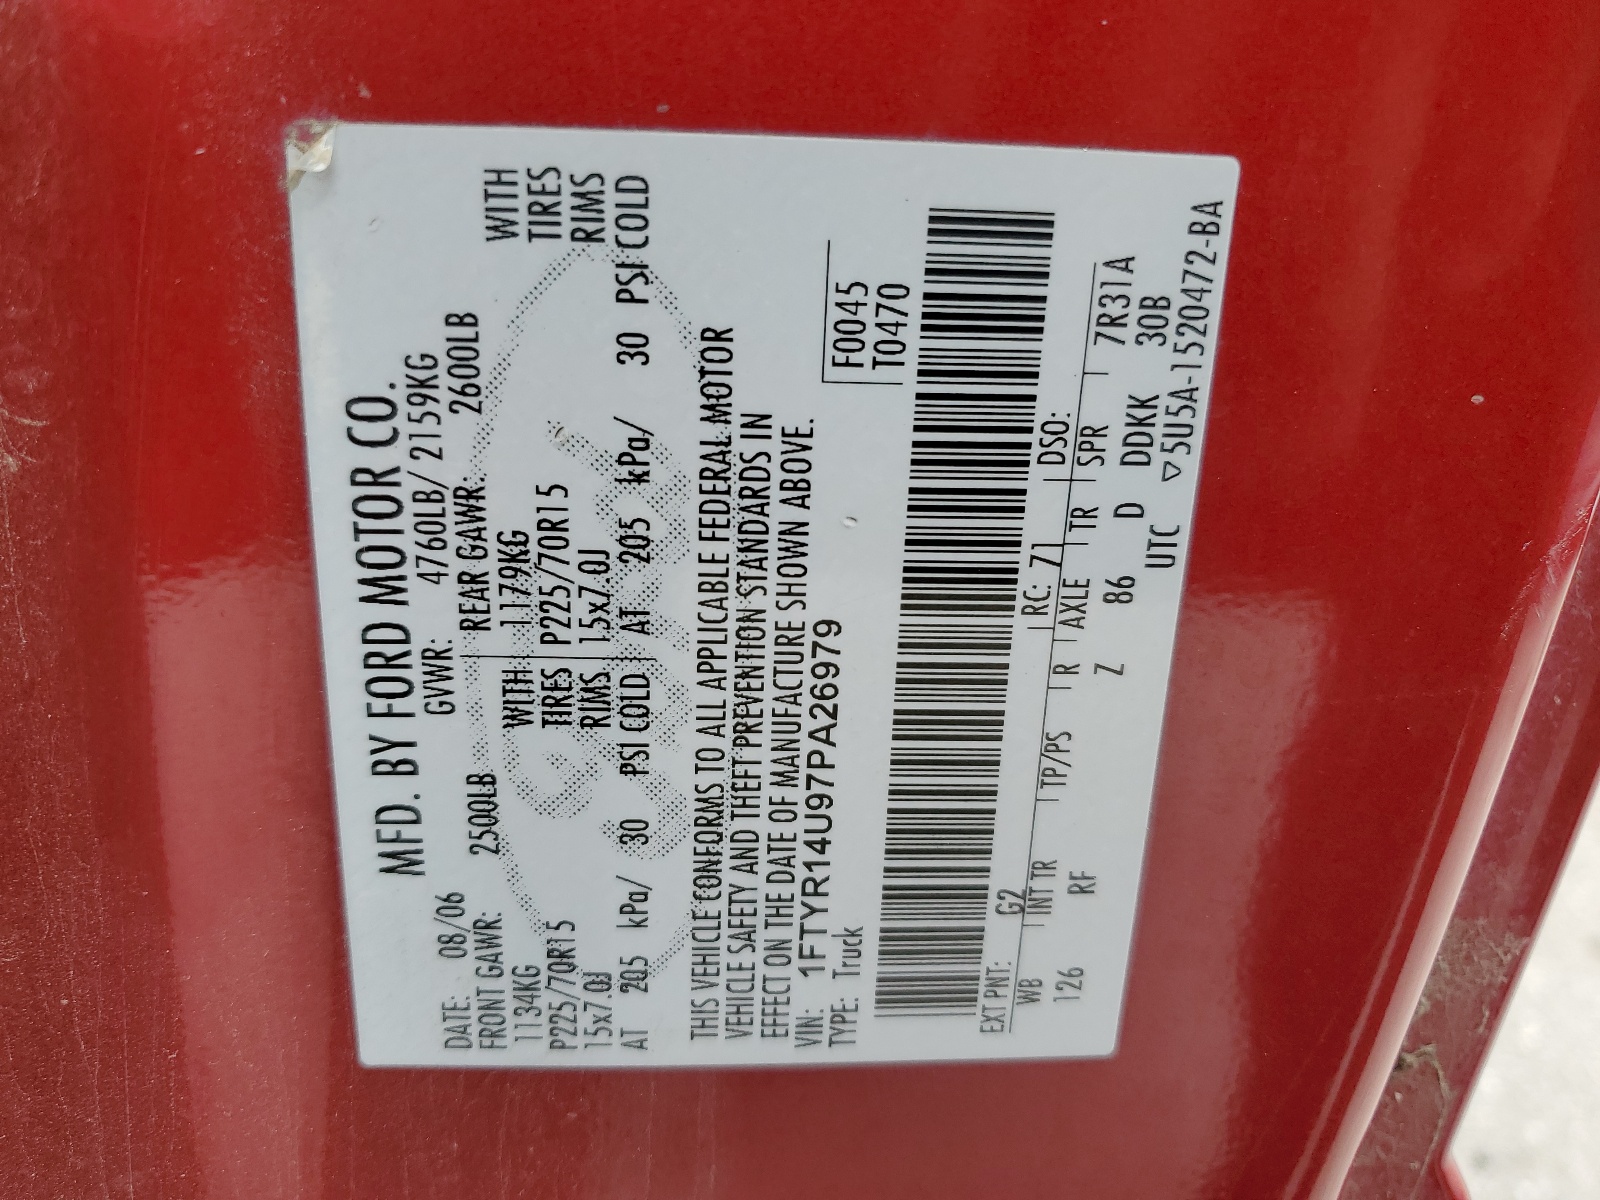 MFD. BY FORD MOTOR CO.
DATE: 08/06 GVWR: 4760LB/ 2159KG
FRONT GAWR: 2500LB REAR GAWR: 2600LB
1134KG WITH 1179KG WITH
P225/70R15 TIRES P225/70R15 TIRES
15x7.0J RIMS 15x7.0J RIMS
AT 205 kPa/ 30 PSI COLD AT 205 kPa/ 30 PSI COLD
THIS VEHICLE CONFORMS TO ALL APPLICABLE FEDERAL MOTOR
VEHICLE SAFETY AND THEFT PREVENTION STANDARDS IN
EFFECT ON THE DATE OF MANUFACTURE SHOWN ABOVE.
VIN: 1FTYR14U97PA26979 F0045
TYPE: Truck T0470
EXT PNT: G2 RC: 71 DSO:
WB INT TR TP/PS R AXLE TR SPR 7R31A
126 RF Z 86 D DDKK 30B
UTC ▽5U5A-1520472-BA